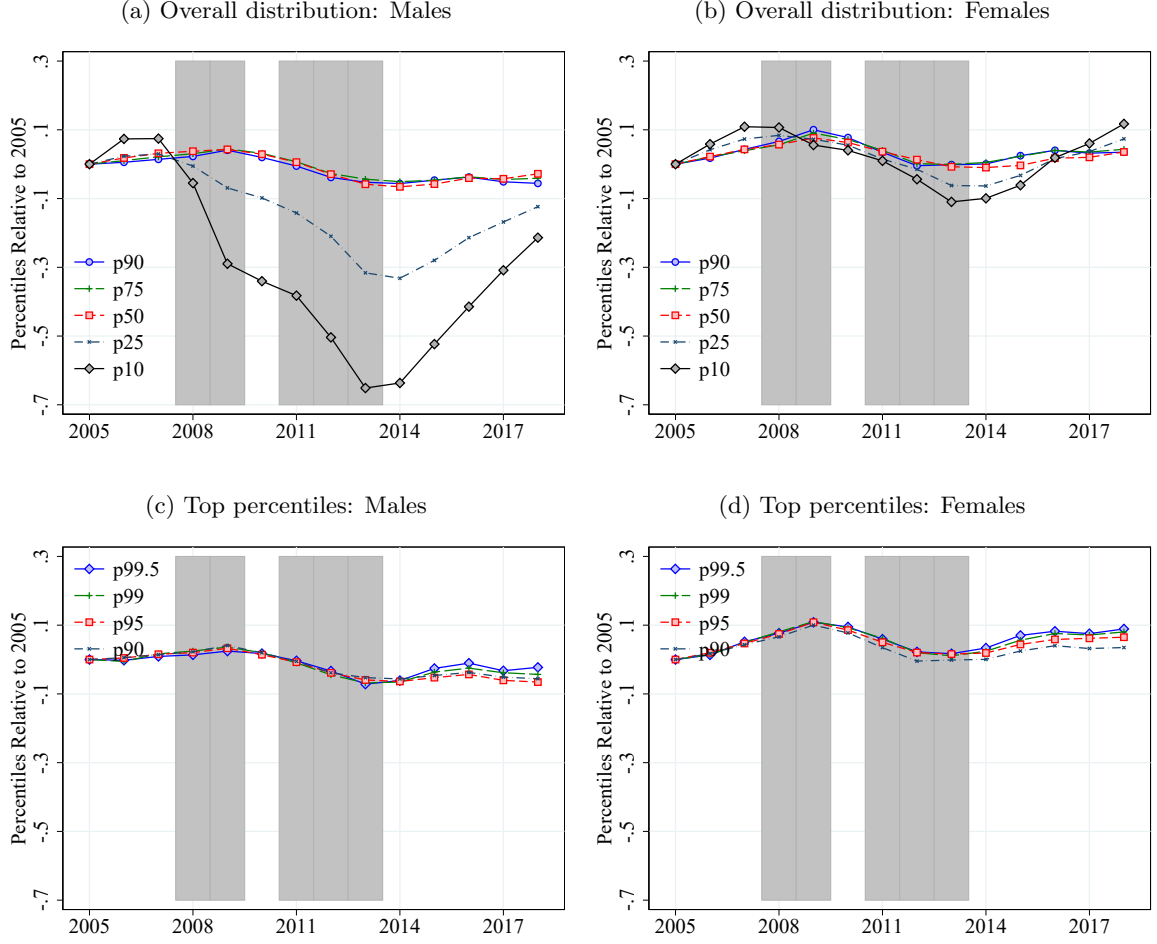 (a) Overall distribution: Males
Percentiles Relative to 2005
.3
.1
-.1
-.3
-.5
-.7
p90
p75
p50
p25
p10
2005 2008 2011 2014 2017
(b) Overall distribution: Females
Percentiles Relative to 2005
.3
.1
-.1
-.3
-.5
-.7
p90
p75
p50
p25
p10
2005 2008 2011 2014 2017
(c) Top percentiles: Males
Percentiles Relative to 2005
.3
.1
-.1
-.3
-.5
-.7
p99.5
p99
p95
p90
2005 2008 2011 2014 2017
(d) Top percentiles: Females
Percentiles Relative to 2005
.3
.1
-.1
-.3
-.5
-.7
p99.5
p99
p95
p90
2005 2008 2011 2014 2017